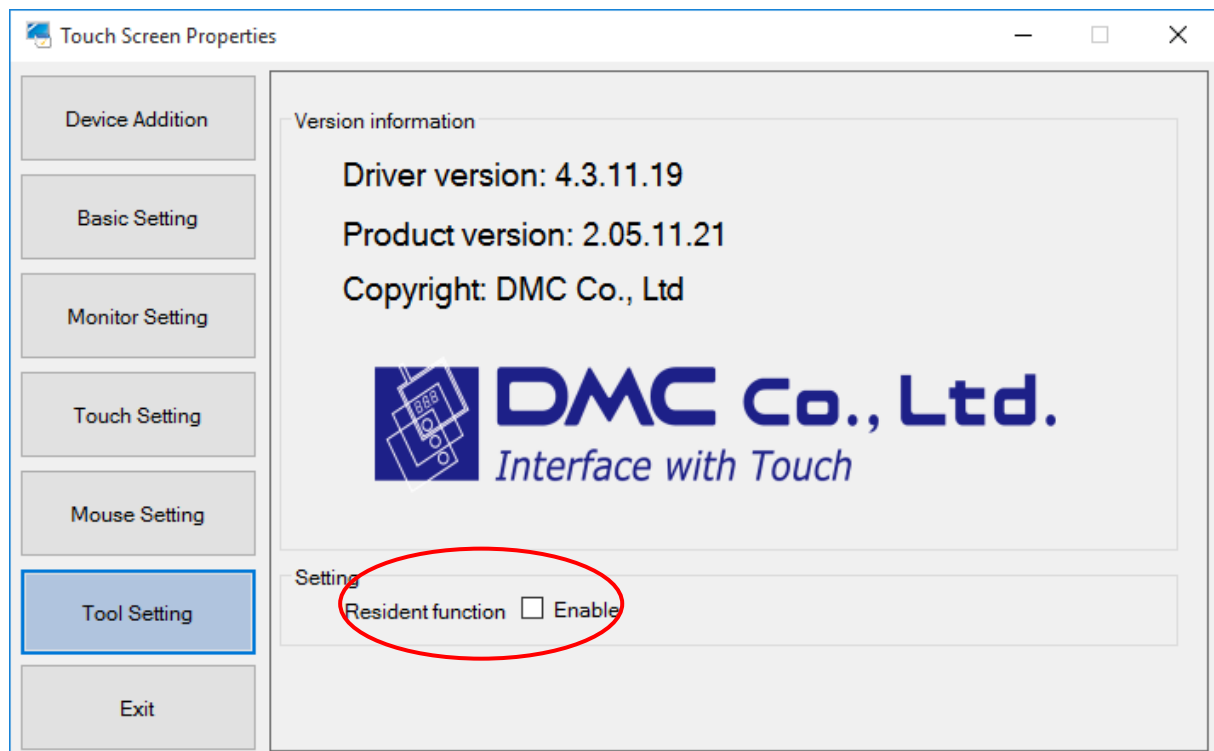 Touch Screen Properties
Device Addition
Basic Setting
Monitor Setting
Touch Setting
Mouse Setting
Tool Setting
Exit
Version information
Driver version: 4.3.11.19
Product version: 2.05.11.21
Copyright: DMC Co., Ltd
888
DMC Co., Ltd.
Interface with Touch
Setting
Resident function Enable